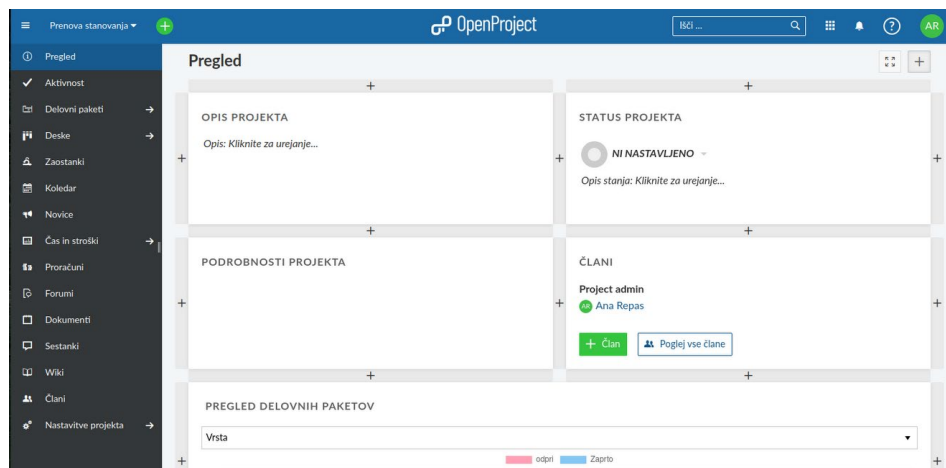 Prenova stanovanja
OpenProject
Išči ...
AR
Pregled
Aktivnost
Delovni paketi
Deske
Zaostanki
Koledar
Novice
Čas in stroški
Proračuni
Forumi
Dokumenti
Sestanki
Wiki
Člani
Nastavitve projekta
Pregled
OPIS PROJEKTA
Opis: Kliknite za urejanje...
STATUS PROJEKTA
NI NASTAVLJENO
Opis stanja: Kliknite za urejanje...
PODROBNOSTI PROJEKTA
ČLANI
Project admin
AR Ana Repas
+ Član
Poglej vse člane
PREGLED DELOVNIH PAKETOV
Vrsta
odpri Zaprto